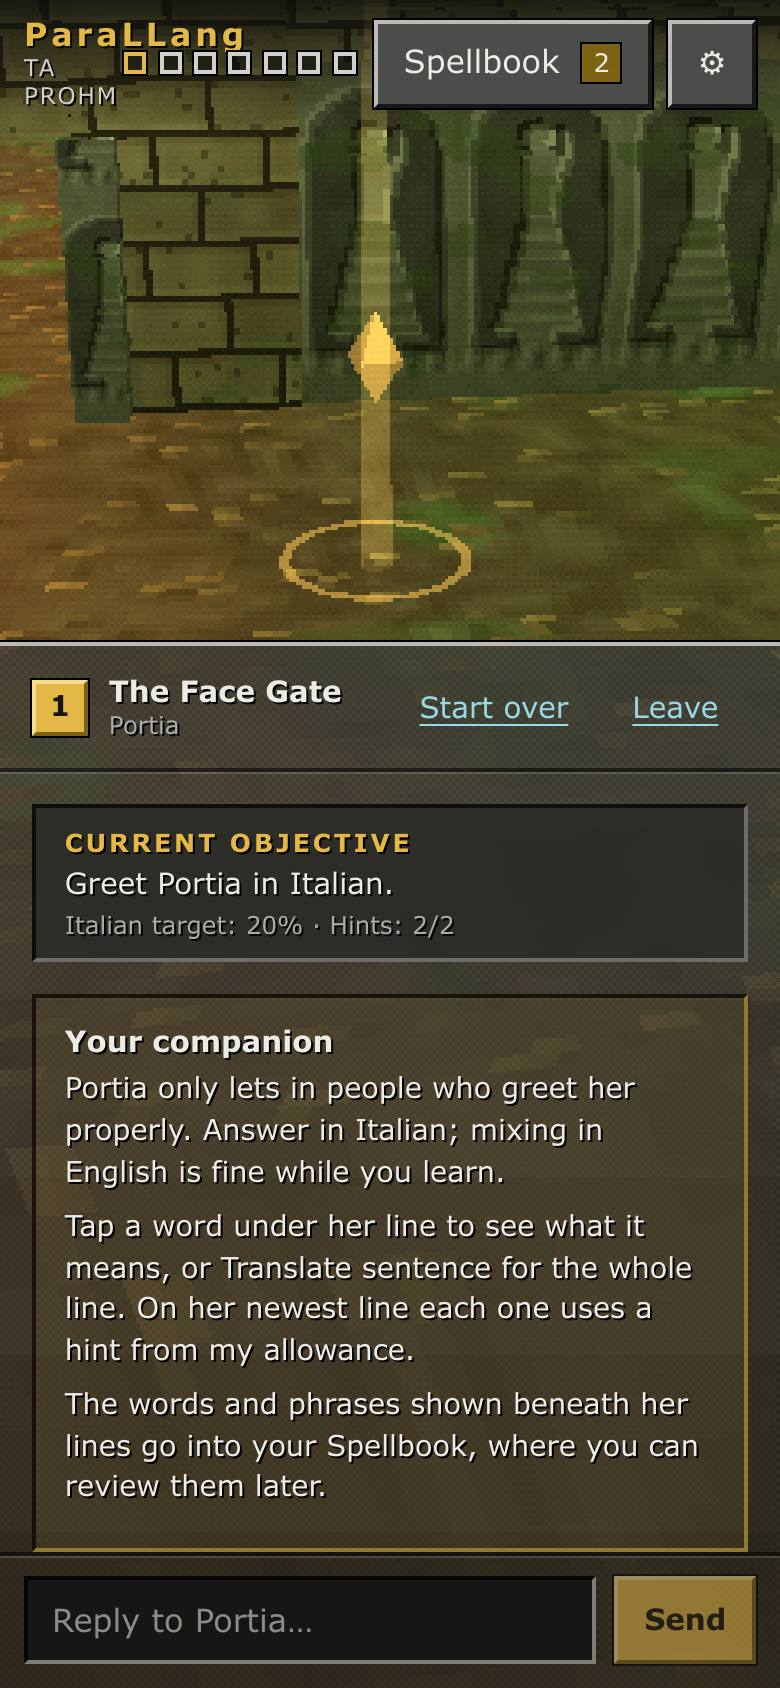 ParaLLang
TA
PROHM
Spellbook 2
1
The Face Gate
Portia
Start over
Leave
CURRENT OBJECTIVE
Greet Portia in Italian.
Italian target: 20% · Hints: 2/2
Your companion
Portia only lets in people who greet her
properly. Answer in Italian; mixing in
English is fine while you learn.
Tap a word under her line to see what it
means, or Translate sentence for the whole
line. On her newest line each one uses a
hint from my allowance.
The words and phrases shown beneath her
lines go into your Spellbook, where you can
review them later.
Reply to Portia…
Send